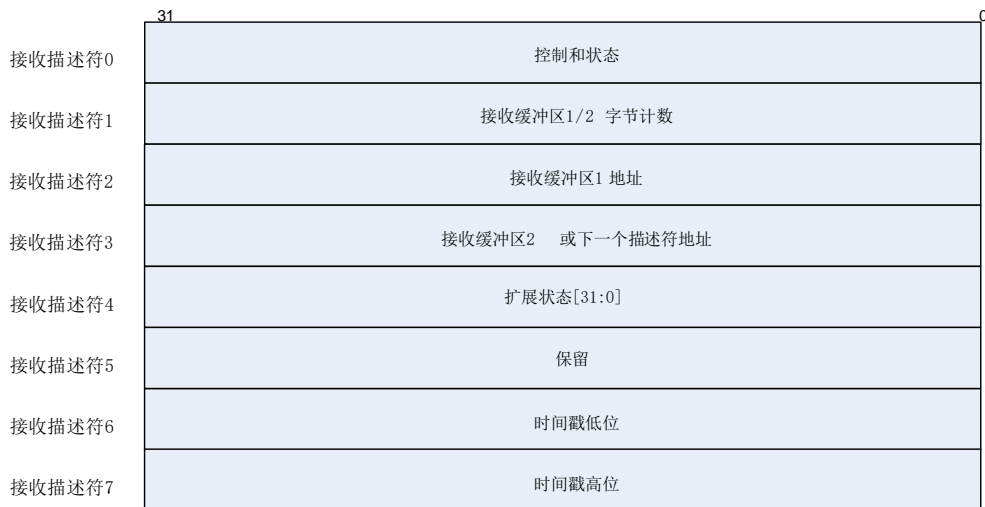 31 0
接收描述符0 控制和状态
接收描述符1 接收缓冲区1/2 字节计数
接收描述符2 接收缓冲区1 地址
接收描述符3 接收缓冲区2 或下一个描述符地址
接收描述符4 扩展状态[31:0]
接收描述符5 保留
接收描述符6 时间戳低位
接收描述符7 时间戳高位